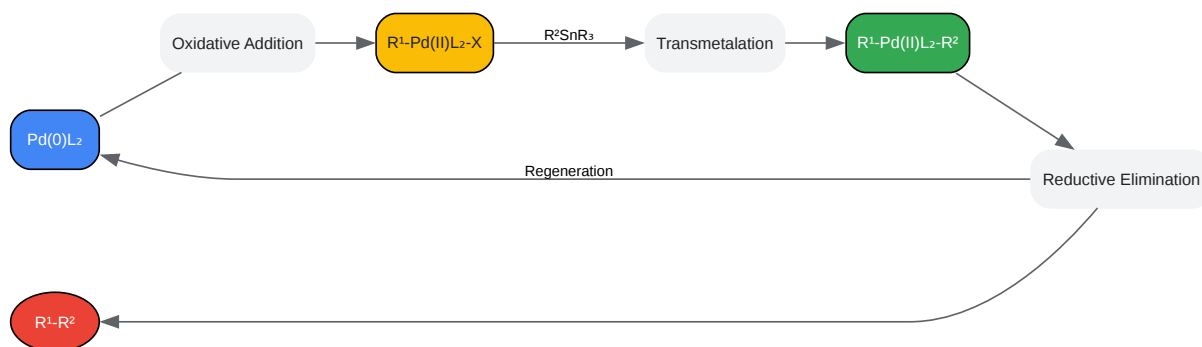 Oxidative Addition
R¹-Pd(II)L₂-X
R²SnR₃
Transmetalation
R¹-Pd(II)L₂-R²
Pd(0)L₂
Regeneration
Reductive Elimination
R¹-R²